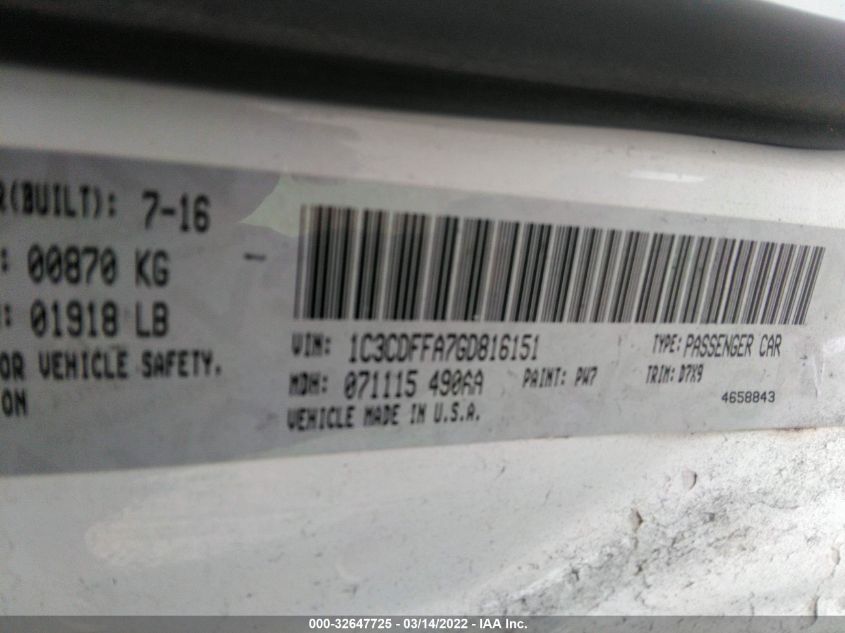 R(BUILT): 7-16
: 00870 KG
: 01918 LB
OR VEHICLE SAFETY,
ON
VIN: 1C3CDFFA7GD816151
TYPE: PASSENGER CAR
MDH: 071115 490AA
PAINT: PW7
TRIM: D7X9
VEHICLE MADE IN U.S.A.
4658843
000-32647725 - 03/14/2022 - IAA Inc.